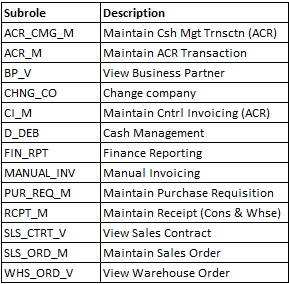 Subrole Description
ACR_CMG_M Maintain Csh Mgt Trnsctn (ACR)
ACR_M Maintain ACR Transaction
BP_V View Business Partner
CHNG_CO Change company
CI_M Maintain Cntrl Invoicing (ACR)
D_DEB Cash Management
FIN_RPT Finance Reporting
MANUAL_INV Manual Invoicing
PUR_REQ_M Maintain Purchase Requisition
RCPT_M Maintain Receipt (Cons & Whse)
SLS_CTRT_V View Sales Contract
SLS_ORD_M Maintain Sales Order
WHS_ORD_V View Warehouse Order